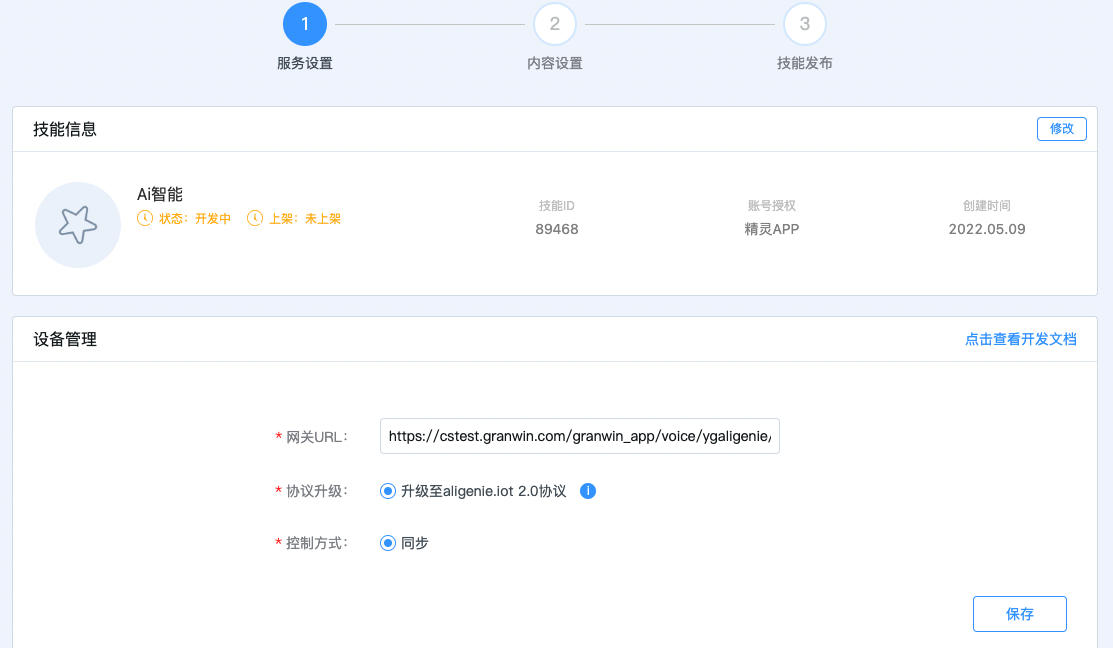 1
2
3
服务设置
内容设置
技能发布
技能信息
修改
Ai智能
状态：开发中
上架：未上架
技能ID
89468
账号授权
精灵APP
创建时间
2022.05.09
设备管理
点击查看开发文档
* 网关URL：
https://cstest.granwin.com/granwin_app/voice/ygaligenie/
* 协议升级：
升级至aligenie.iot 2.0协议
* 控制方式：
同步
保存